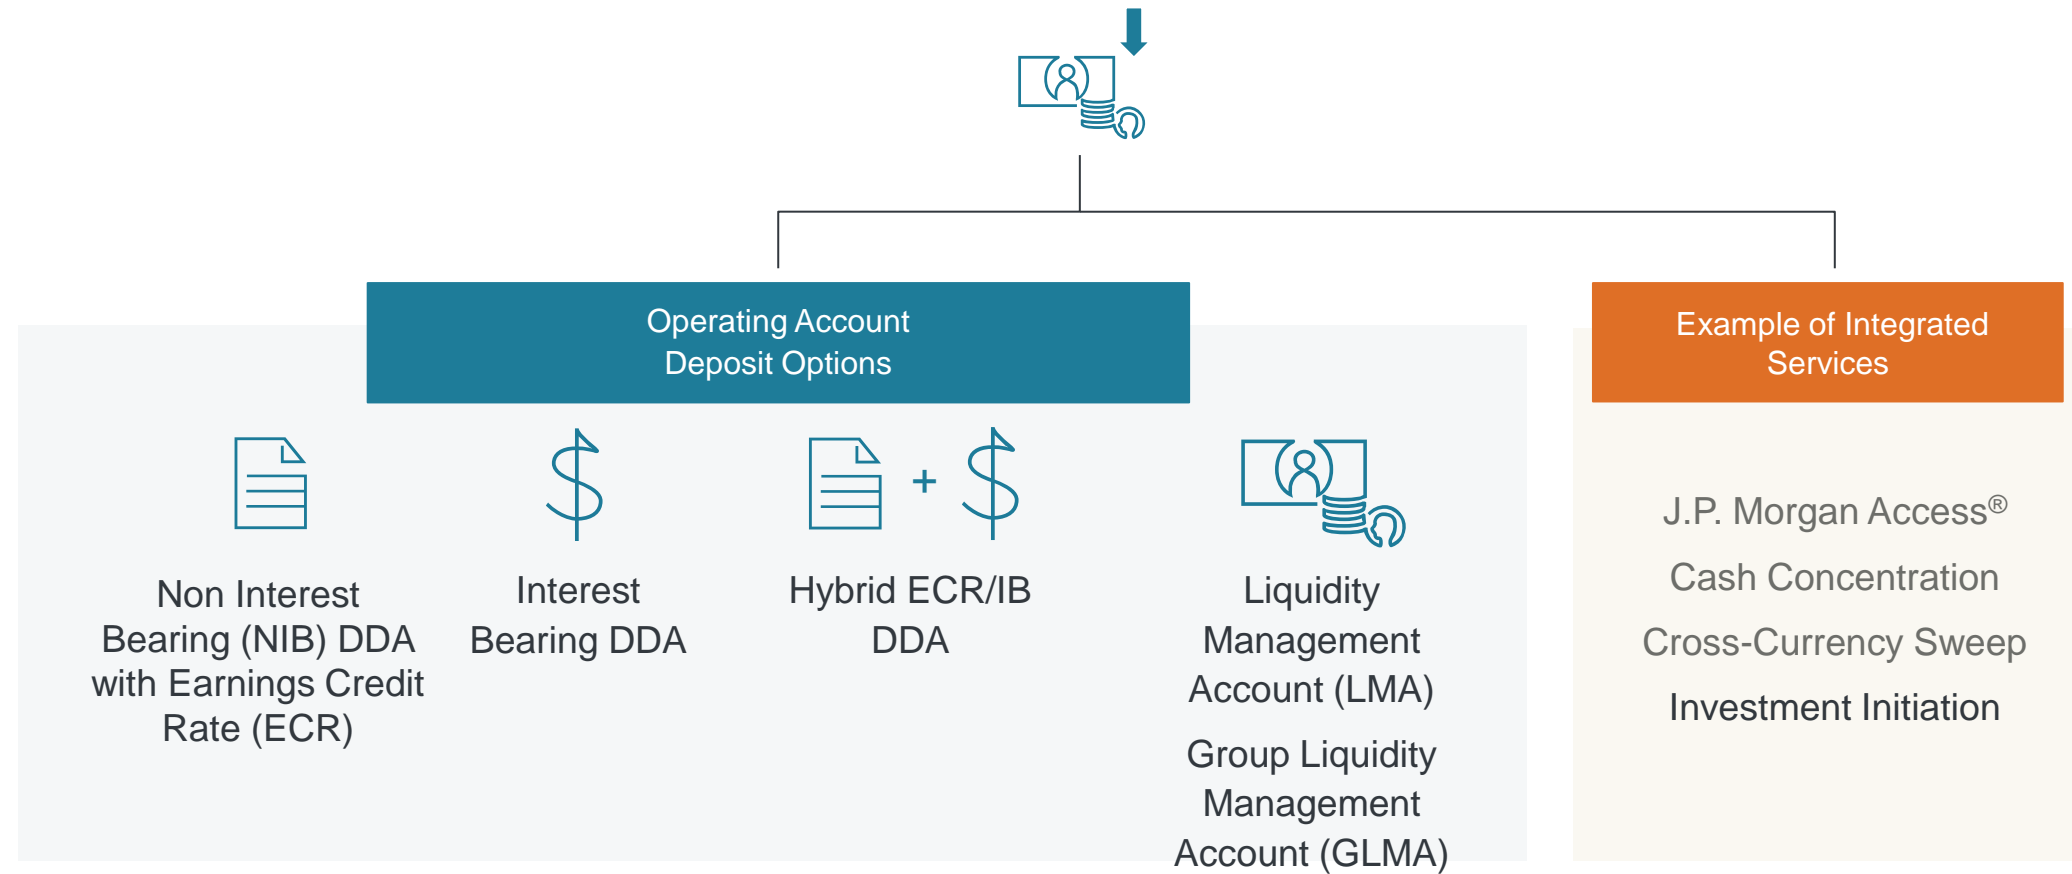 Operating Account
Deposit Options
Example of Integrated
Services
Non Interest
Bearing (NIB) DDA
with Earnings Credit
Rate (ECR)
Interest
Bearing DDA
+
Hybrid ECR/IB
DDA
Liquidity
Management
Account (LMA)
Group Liquidity
Management
Account (GLMA)
J.P. Morgan Access®
Cash Concentration
Cross-Currency Sweep
Investment Initiation